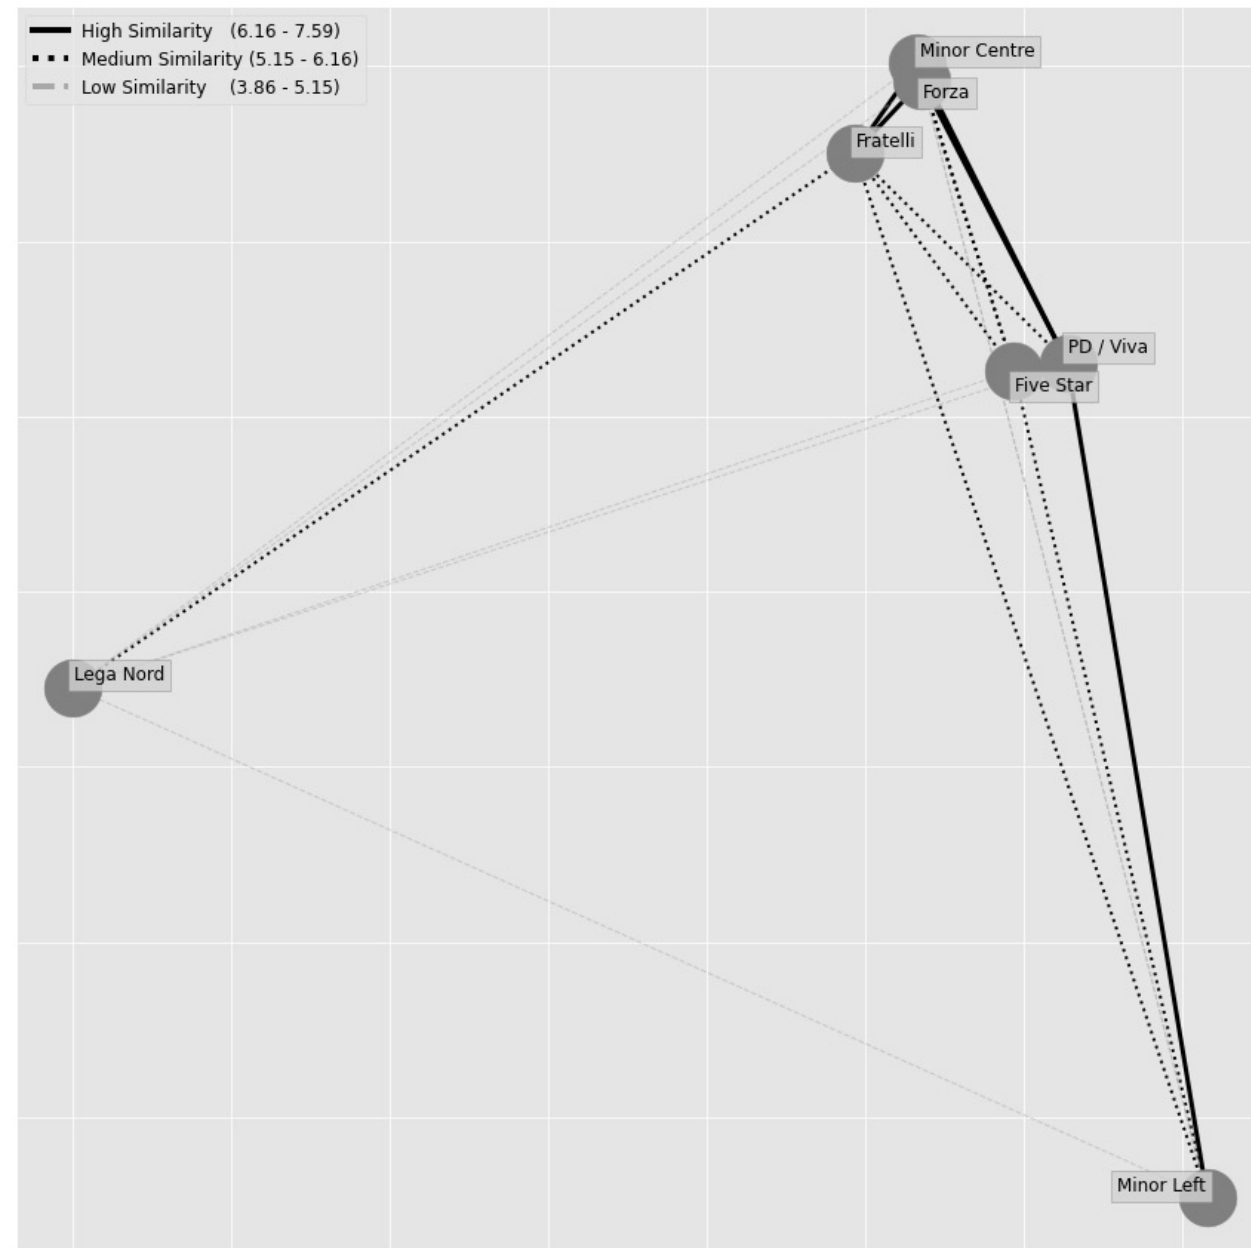 High Similarity (6.16 - 7.59)
Medium Similarity (5.15 - 6.16)
Low Similarity (3.86 - 5.15)
Minor Centre
Forza
Fratelli
PD / Viva
Five Star
Lega Nord
Minor Left